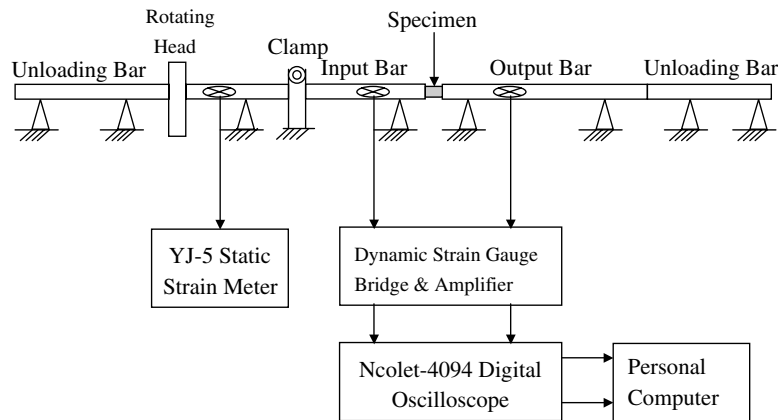 Rotating
Head
Clamp
Specimen
Unloading Bar
Input Bar
Output Bar
Unloading Bar
YJ-5 Static
Strain Meter
Dynamic Strain Gauge
Bridge & Amplifier
Ncolet-4094 Digital
Oscilloscope
Personal
Computer